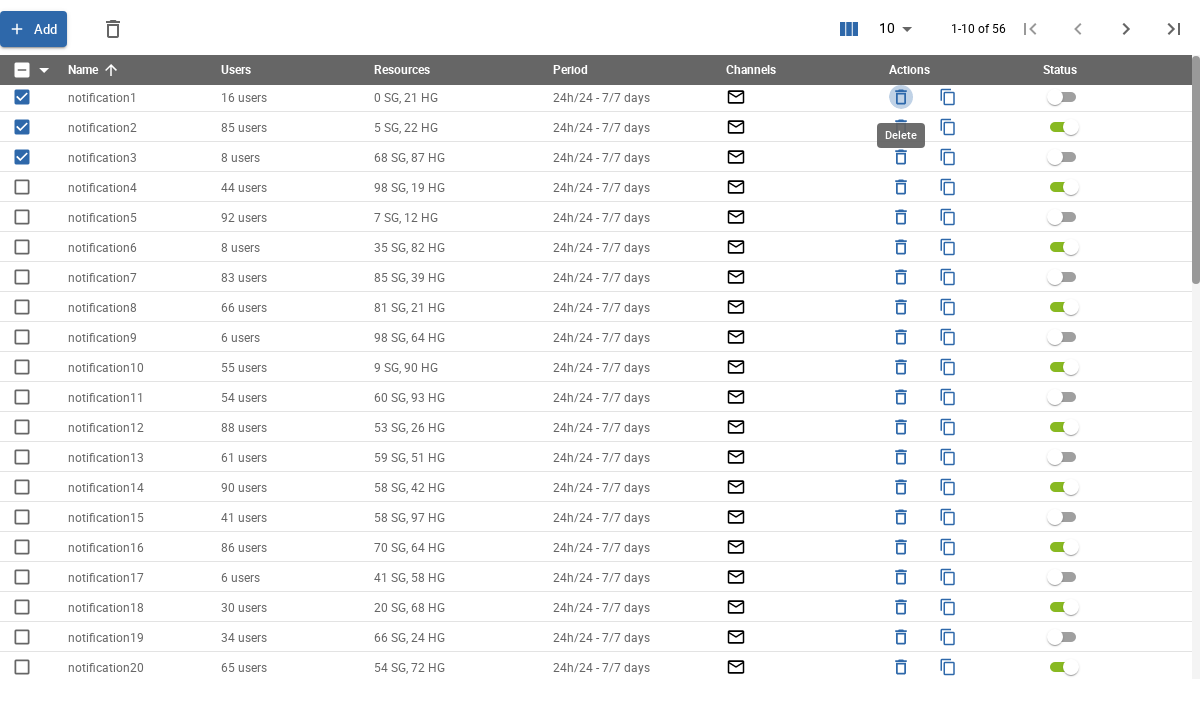 Add 10 1-10 of 56
Name Users Resources Period Channels Actions Status
notification1 16 users 0 SG, 21 HG 24h/24 - 7/7 days
notification2 85 users 5 SG, 22 HG 24h/24 - 7/7 days
Delete
notification3 8 users 68 SG, 87 HG 24h/24 - 7/7 days
notification4 44 users 98 SG, 19 HG 24h/24 - 7/7 days
notification5 92 users 7 SG, 12 HG 24h/24 - 7/7 days
notification6 8 users 35 SG, 82 HG 24h/24 - 7/7 days
notification7 83 users 85 SG, 39 HG 24h/24 - 7/7 days
notification8 66 users 81 SG, 21 HG 24h/24 - 7/7 days
notification9 6 users 98 SG, 64 HG 24h/24 - 7/7 days
notification10 55 users 9 SG, 90 HG 24h/24 - 7/7 days
notification11 54 users 60 SG, 93 HG 24h/24 - 7/7 days
notification12 88 users 53 SG, 26 HG 24h/24 - 7/7 days
notification13 61 users 59 SG, 51 HG 24h/24 - 7/7 days
notification14 90 users 58 SG, 42 HG 24h/24 - 7/7 days
notification15 41 users 58 SG, 97 HG 24h/24 - 7/7 days
notification16 86 users 70 SG, 64 HG 24h/24 - 7/7 days
notification17 6 users 41 SG, 58 HG 24h/24 - 7/7 days
notification18 30 users 20 SG, 68 HG 24h/24 - 7/7 days
notification19 34 users 66 SG, 24 HG 24h/24 - 7/7 days
notification20 65 users 54 SG, 72 HG 24h/24 - 7/7 days